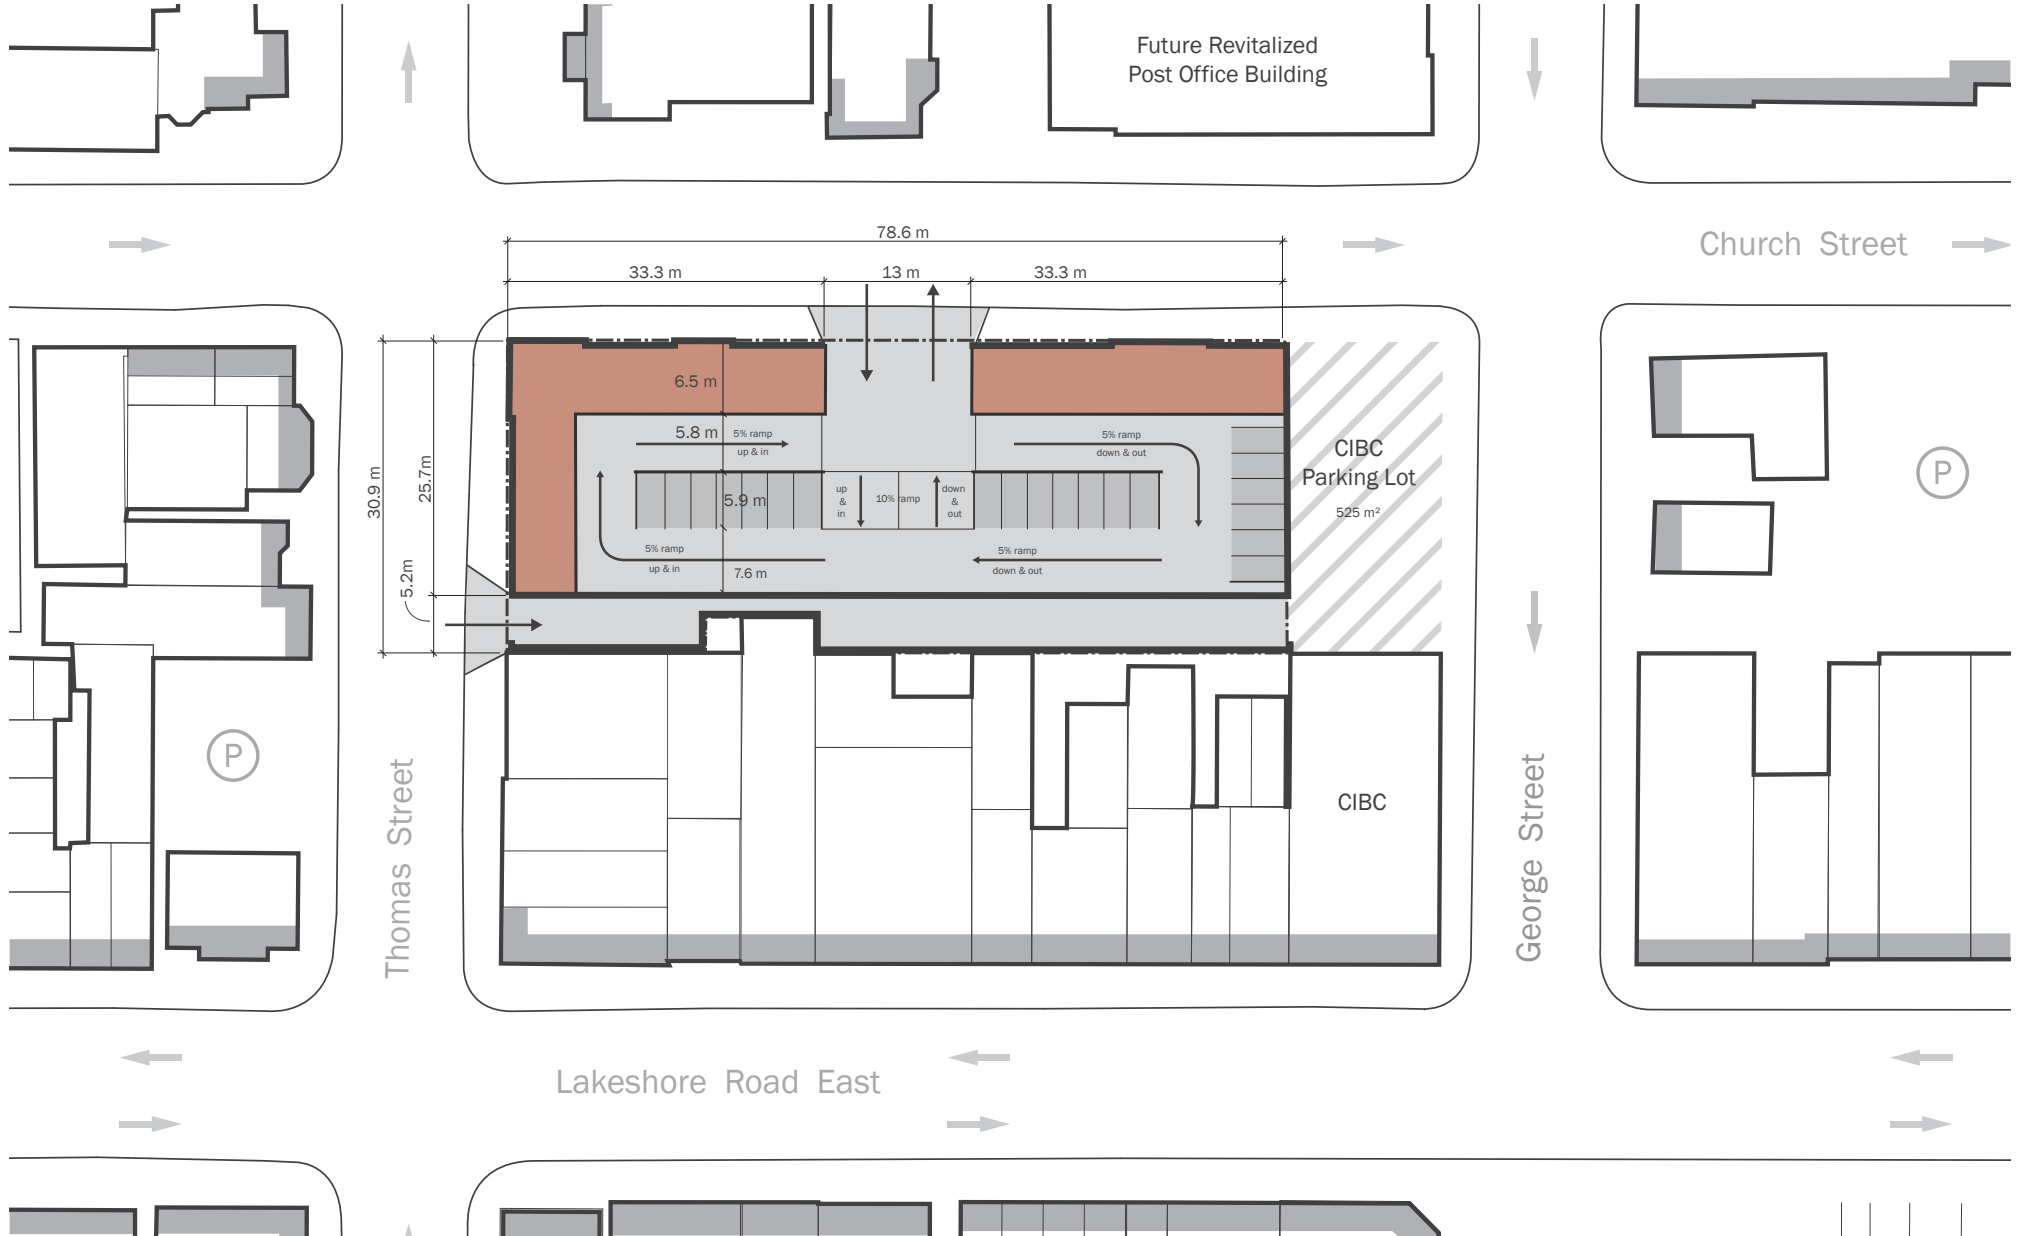 Future Revitalized
Post Office Building
Church Street
78.6 m
33.3 m
13 m
33.3 m
6.5 m
5.8 m
5% ramp
up & in
5% ramp
down & out
CIBC
Parking Lot
525 m²
P
30.9 m
25.7m
5.9 m
up
&
in
10% ramp
down
&
out
5% ramp
up & in
7.6 m
5% ramp
down & out
5.2m
P
Thomas Street
CIBC
George Street
Lakeshore Road East